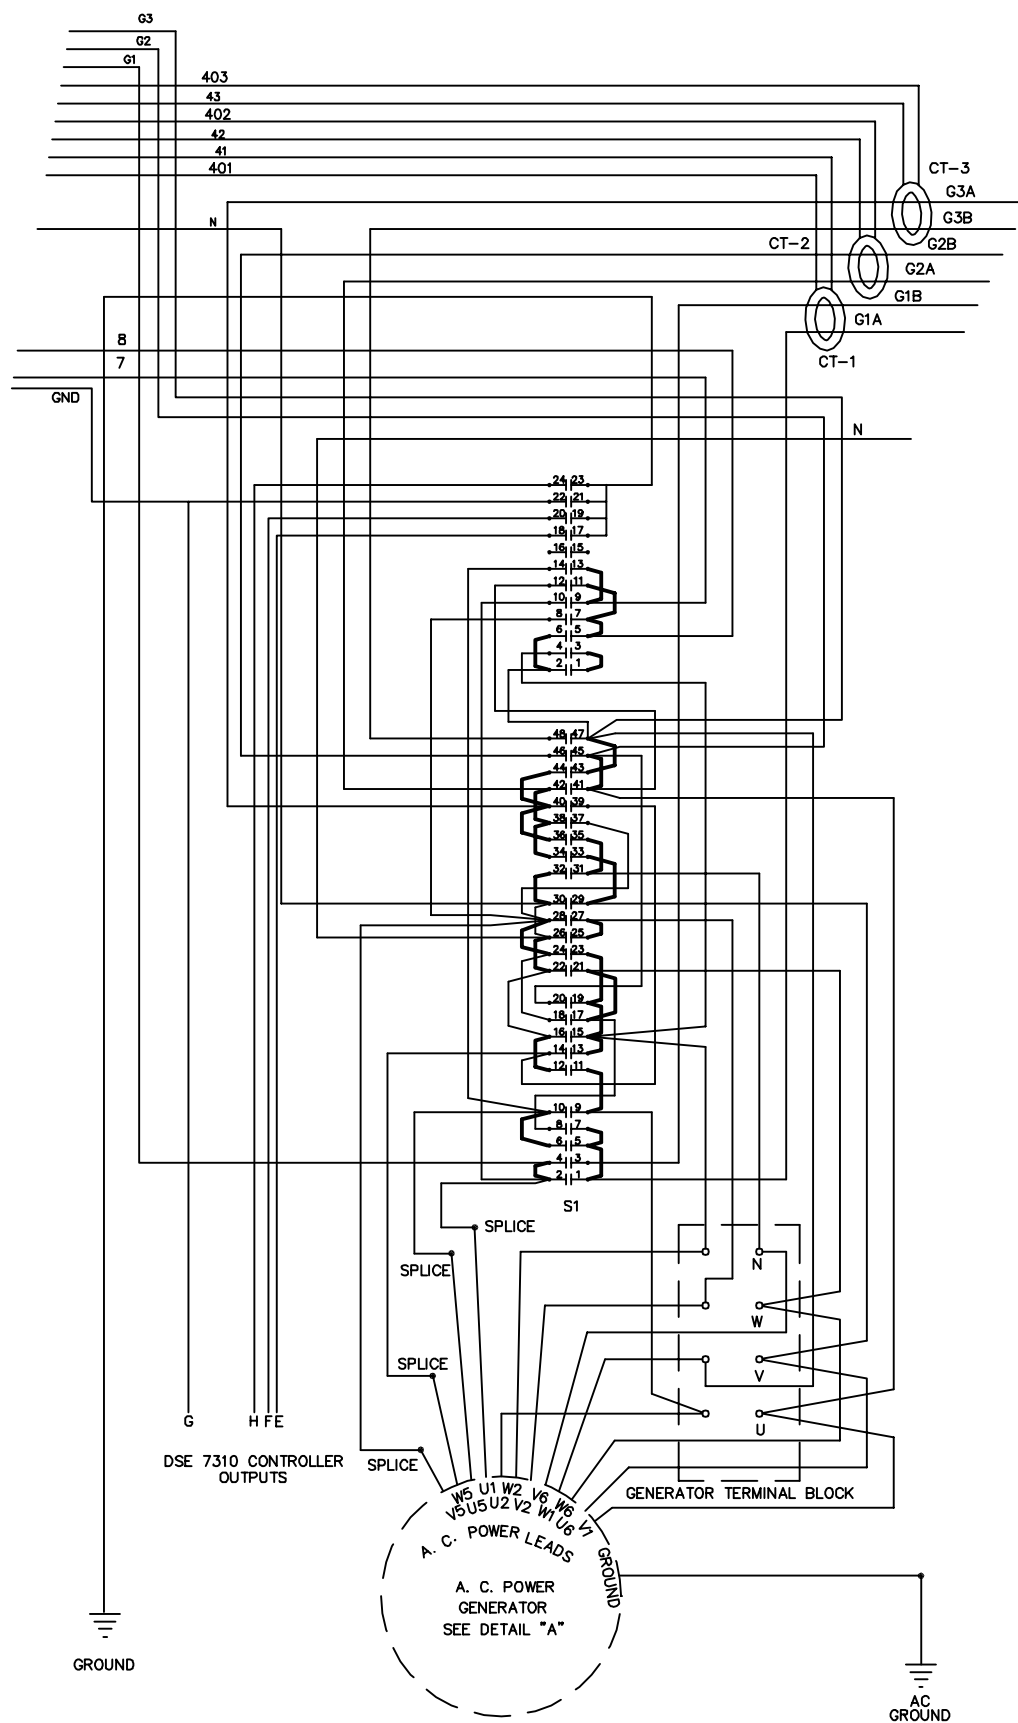 G3
G2
G1
403
43
402
42
41
401
CT-3
G3A
N
G3B
CT-2
G2B
G2A
G1B
G1A
8
CT-1
7
GND
N
24 23
22 21
20 19
18 17
16 15
14 13
12 11
10 9
8 7
6 5
4 3
2 1
48 47
46 45
44 43
42 41
40 39
38 37
36 35
34 33
32 31
30 29
28 27
26 25
24 23
22 21
20 19
18 17
16 15
14 13
12 11
10 9
8 7
6 5
4 3
2 1
S1
SPLICE
SPLICE
N
W
SPLICE
V
G
H
F
E
U
DSE 7310 CONTROLLER
OUTPUTS
SPLICE
GENERATOR TERMINAL BLOCK
W5 U1 W2 V6 W6
V5 U5 U2 V2 W1 U6 V1
A. C. POWER LEADS
GROUND
A. C. POWER
GENERATOR
SEE DETAIL "A"
GROUND
AC
GROUND